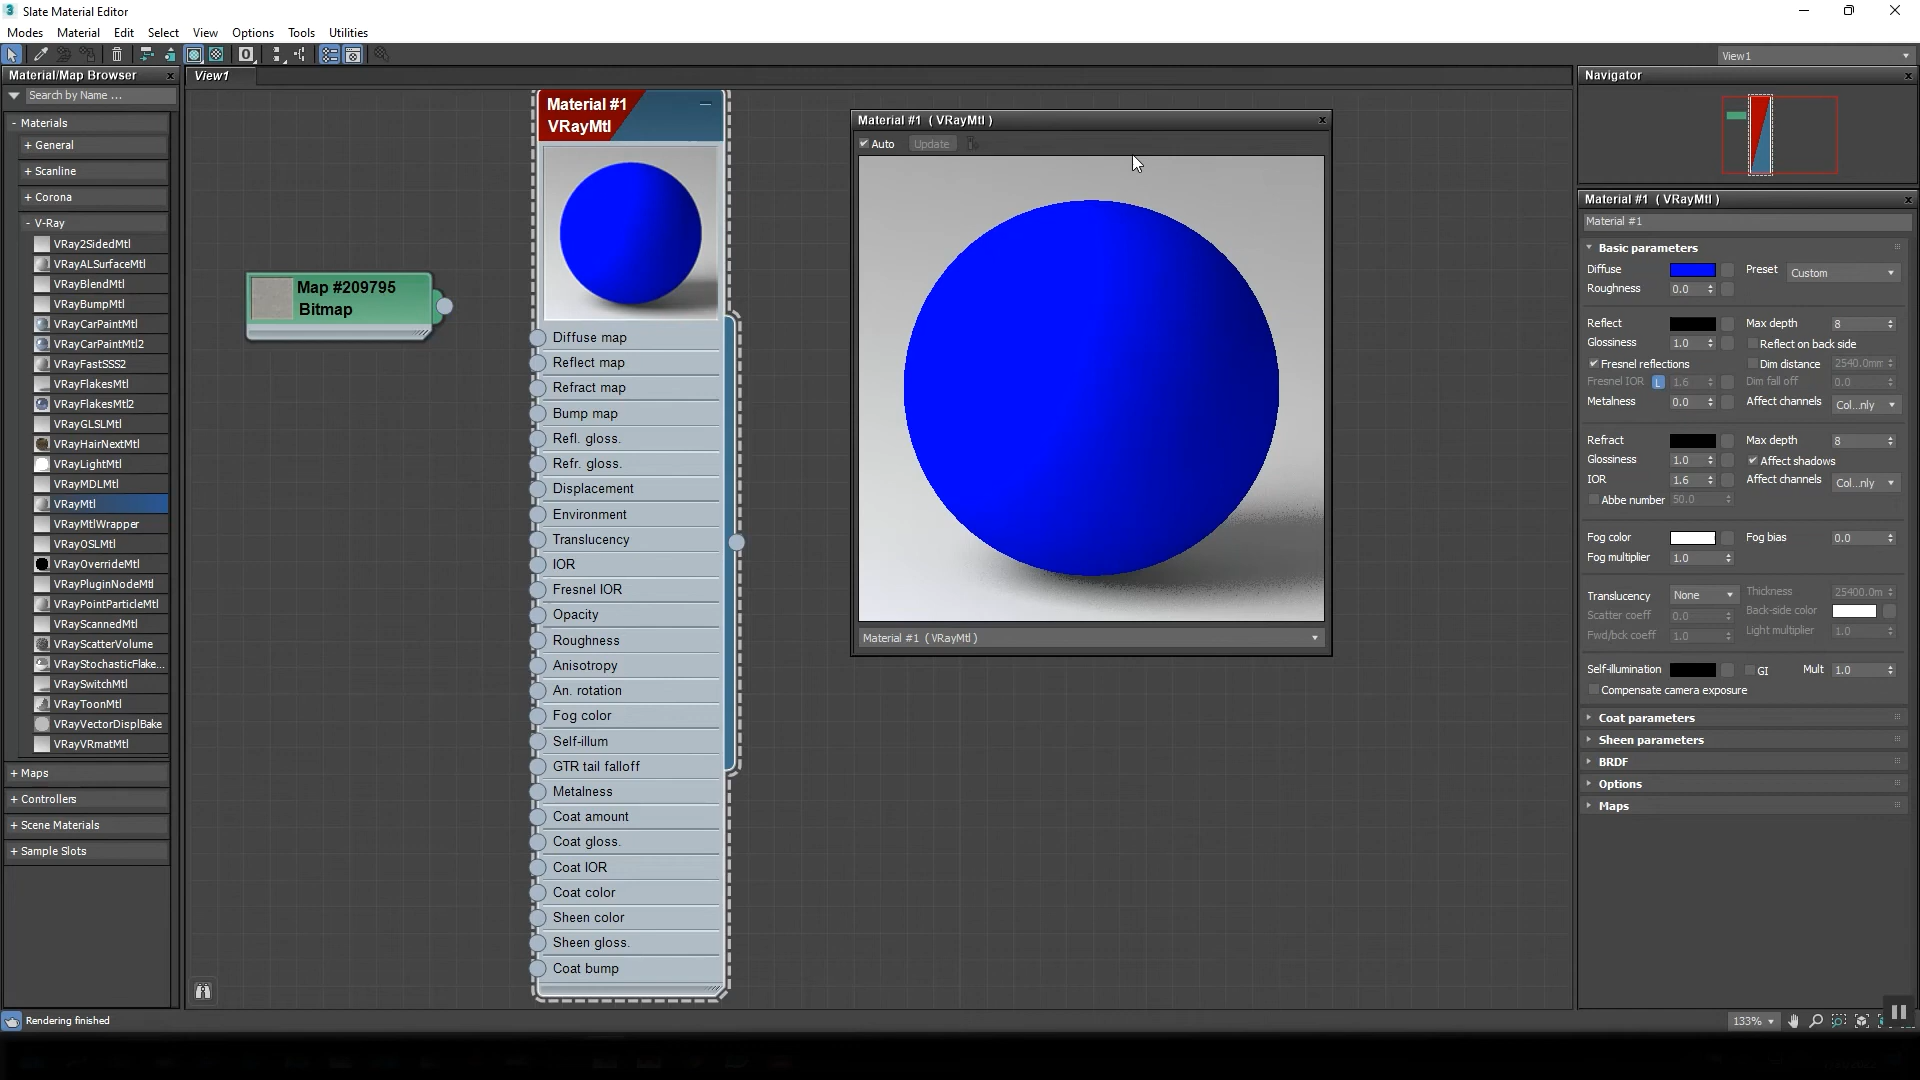 Slate Material Editor
Modes Material Edit Select View Options Tools Utilities
View1
Material/Map Browser
Search by Name ...
- Materials
+ General
+ Scanline
+ Corona
- V-Ray
VRay2SidedMtl
VRayALSurfaceMtl
VRayBlendMtl
VRayBumpMtl
VRayCarPaintMtl
VRayCarPaintMtl2
VRayFastSSS2
VRayFlakesMtl
VRayFlakesMtl2
VRayGLSLMtl
VRayHairNextMtl
VRayLightMtl
VRayMDLMtl
VRayMtl
VRayMtlWrapper
VRayOSLMtl
VRayOverrideMtl
VRayPluginNodeMtl
VRayPointParticleMtl
VRayScannedMtl
VRayScatterVolume
VRayStochasticFlake...
VRaySwitchMtl
VRayToonMtl
VRayVectorDisplBake
VRayVRmatMtl
+ Maps
+ Controllers
+ Scene Materials
+ Sample Slots
View1
Map #209795
Bitmap
Material #1
VRayMtl
Diffuse map
Reflect map
Refract map
Bump map
Refl. gloss.
Refr. gloss.
Displacement
Environment
Translucency
IOR
Fresnel IOR
Opacity
Roughness
Anisotropy
An. rotation
Fog color
Self-illum
GTR tail falloff
Metalness
Coat amount
Coat gloss.
Coat IOR
Coat color
Sheen color
Sheen gloss.
Coat bump
Material #1 ( VRayMtl )
Auto Update
Material #1 ( VRayMtl )
Navigator
Material #1 ( VRayMtl )
Material #1
Basic parameters
Diffuse Preset Custom
Roughness 0.0
Reflect Max depth 8
Glossiness 1.0 Reflect on back side
Fresnel reflections Dim distance 2540.0mm
Fresnel IOR L 1.6 Dim fall off 0.0
Metalness 0.0 Affect channels Col...nly
Refract Max depth 8
Glossiness 1.0 Affect shadows
IOR 1.6 Affect channels Col...nly
Abbe number 50.0
Fog color Fog bias 0.0
Fog multiplier 1.0
Translucency None Thickness 25400.0m
Scatter coeff 0.0 Back-side color
Fwd/bck coeff 1.0 Light multiplier 1.0
Self-illumination GI Mult 1.0
Compensate camera exposure
Coat parameters
Sheen parameters
BRDF
Options
Maps
Rendering finished
133%